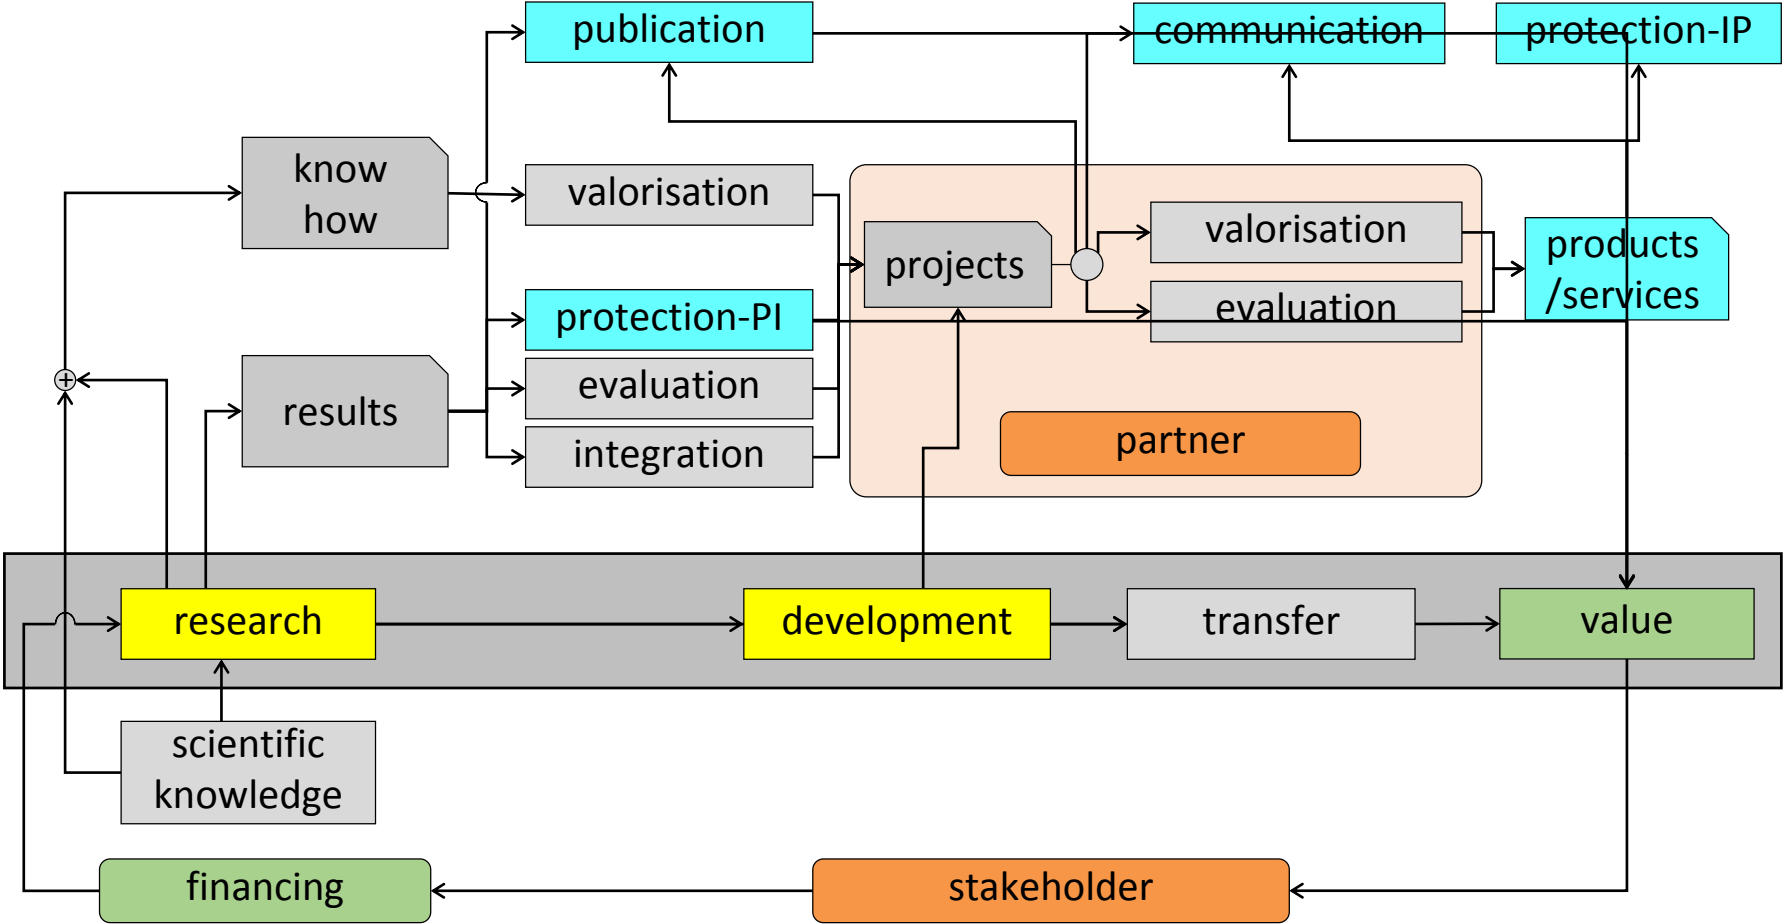 publication
communication
protection-IP
know
how
valorisation
projects
valorisation
products
/services
protection-PI
evaluation
evaluation
results
integration
partner
+
research
development
transfer
value
scientific
knowledge
financing
stakeholder